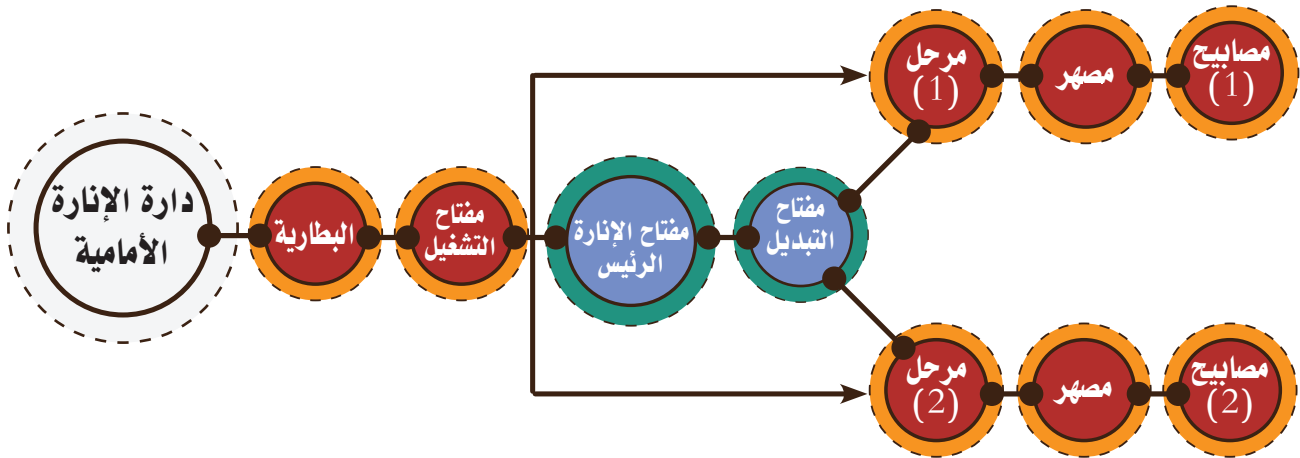 دارة الإنارة
الأمامية
البطارية
مفتاح
التشغيل
مفتاح الإنارة
الرئيس
مفتاح
التبديل
مرحل
(1)
مصهر
مصابيح
(1)
مرحل
(2)
مصهر
مصابيح
(2)